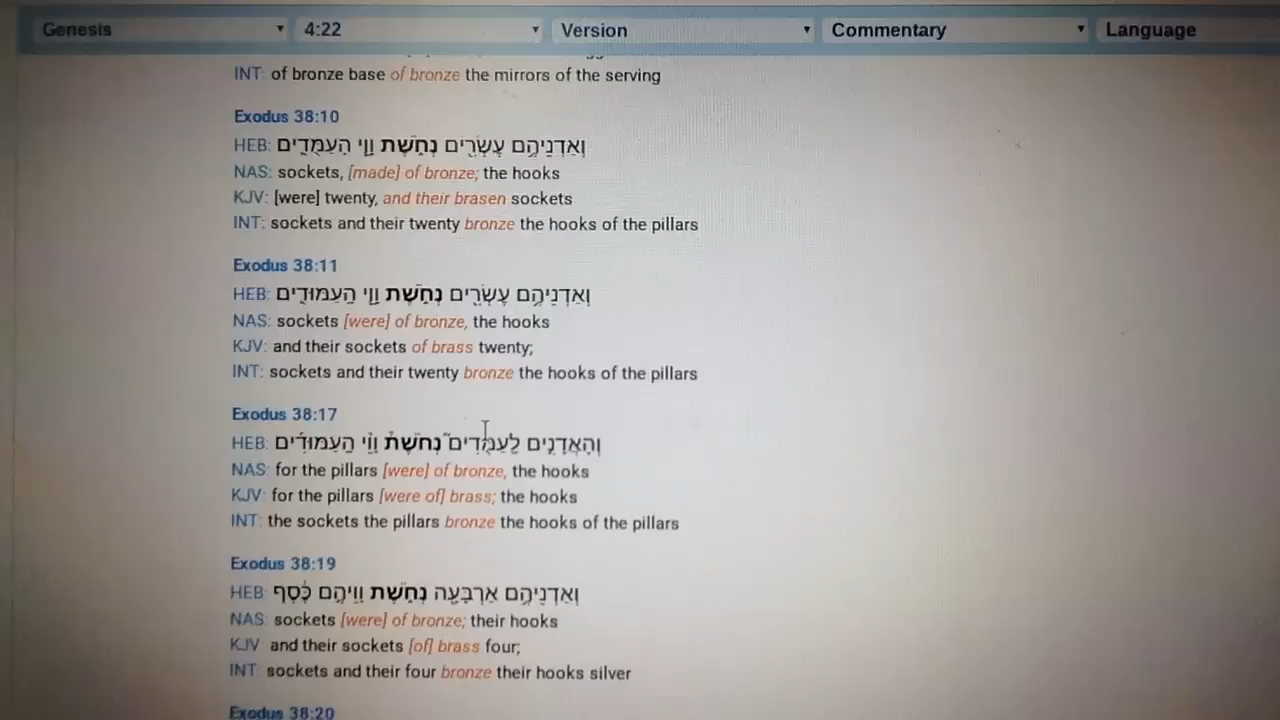 Genesis 4:22 Version Commentary Language
INT: of bronze base of bronze the mirrors of the serving
Exodus 38:10
HEB: וְאַדְנֵיהֶ֥ם עֶשְׂרִ֖ים נְחֹ֑שֶׁת וָוֵ֧י הָעַמֻּדִ֛ים
NAS: sockets, [made] of bronze; the hooks
KJV: [were] twenty, and their brasen sockets
INT: sockets and their twenty bronze the hooks of the pillars
Exodus 38:11
HEB: וְאַדְנֵיהֶ֥ם עֶשְׂרִ֖ים נְחֹ֑שֶׁת וָוֵ֧י הָֽעַמּוּדִ֛ים
NAS: sockets [were] of bronze, the hooks
KJV: and their sockets of brass twenty;
INT: sockets and their twenty bronze the hooks of the pillars
Exodus 38:17
HEB: וְהָאֲדָנִ֣ים לָֽעַמֻּדִים֮ נְחֹשֶׁת֒ וָוֵ֨י הָֽעַמּוּדִ֜ים
NAS: for the pillars [were] of bronze, the hooks
KJV: for the pillars [were of] brass; the hooks
INT: the sockets the pillars bronze the hooks of the pillars
Exodus 38:19
HEB: וְאַדְנֵיהֶ֥ם אַרְבָּעָ֖ה נְחֹ֑שֶׁת וָוֵיהֶ֣ם כֶּ֔סֶף
NAS: sockets [were] of bronze; their hooks
KJV: and their sockets [of] brass four;
INT: sockets and their four bronze their hooks silver
Exodus 38:20